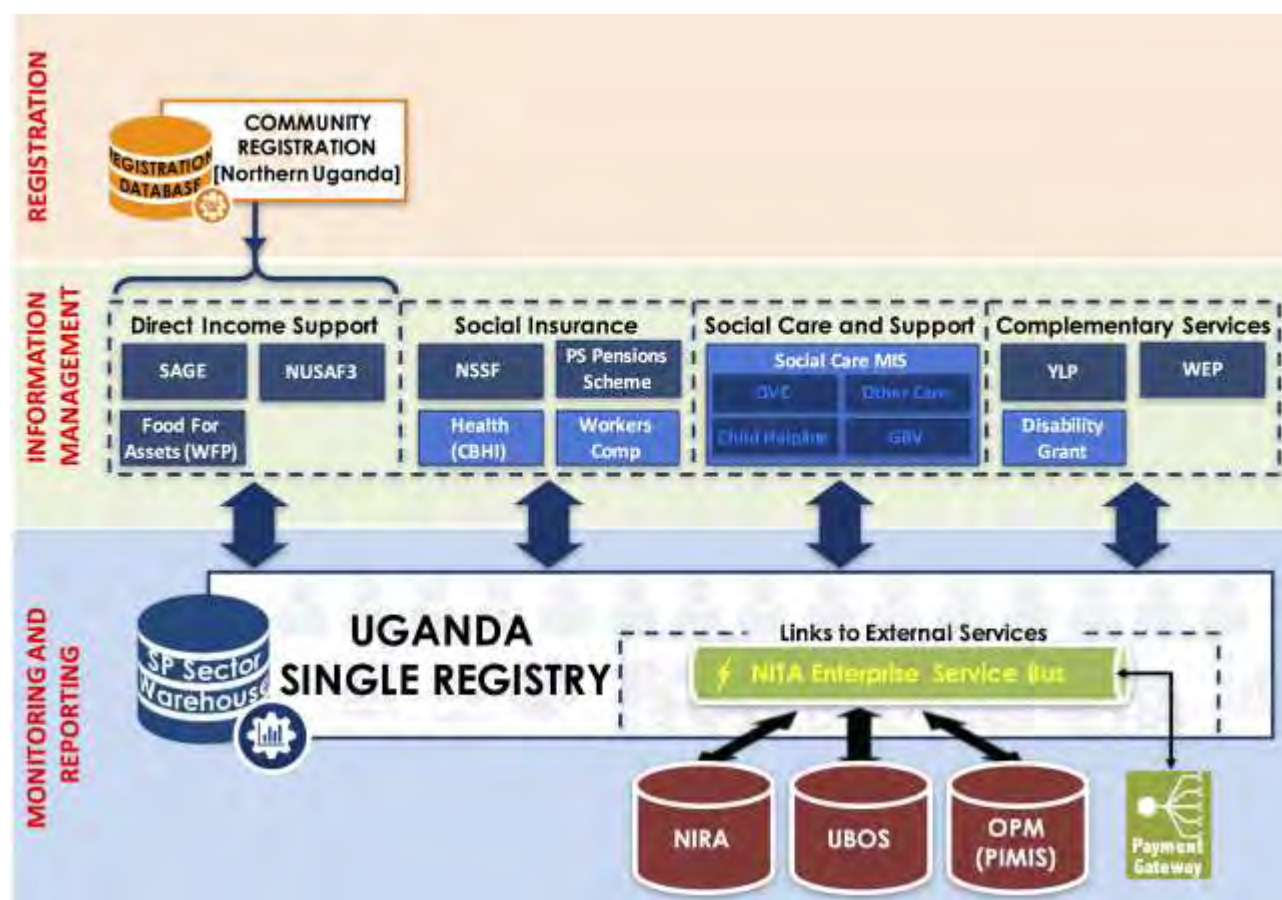 REGISTRATION
COMMUNITY
REGISTRATION
[Northern Uganda]
REGISTRATION
DATABASE
INFORMATION
MANAGEMENT
Direct Income Support
SAGE
NUSAF3
Food For
Assets (WFP)
Social Insurance
NSSF
PS Pensions
Scheme
Health
(CBHI)
Workers
Comp
Social Care and Support
Social Care MIS
OVC
Other Care
Child Helpline
GBV
Complementary Services
YLP
WEP
Disability
Grant
MONITORING AND
REPORTING
SP Sector
Warehouse
UGANDA
SINGLE REGISTRY
Links to External Services
NITA Enterprise Service Bus
NIRA
UBOS
OPM
(PIMIS)
Payment
Gateway